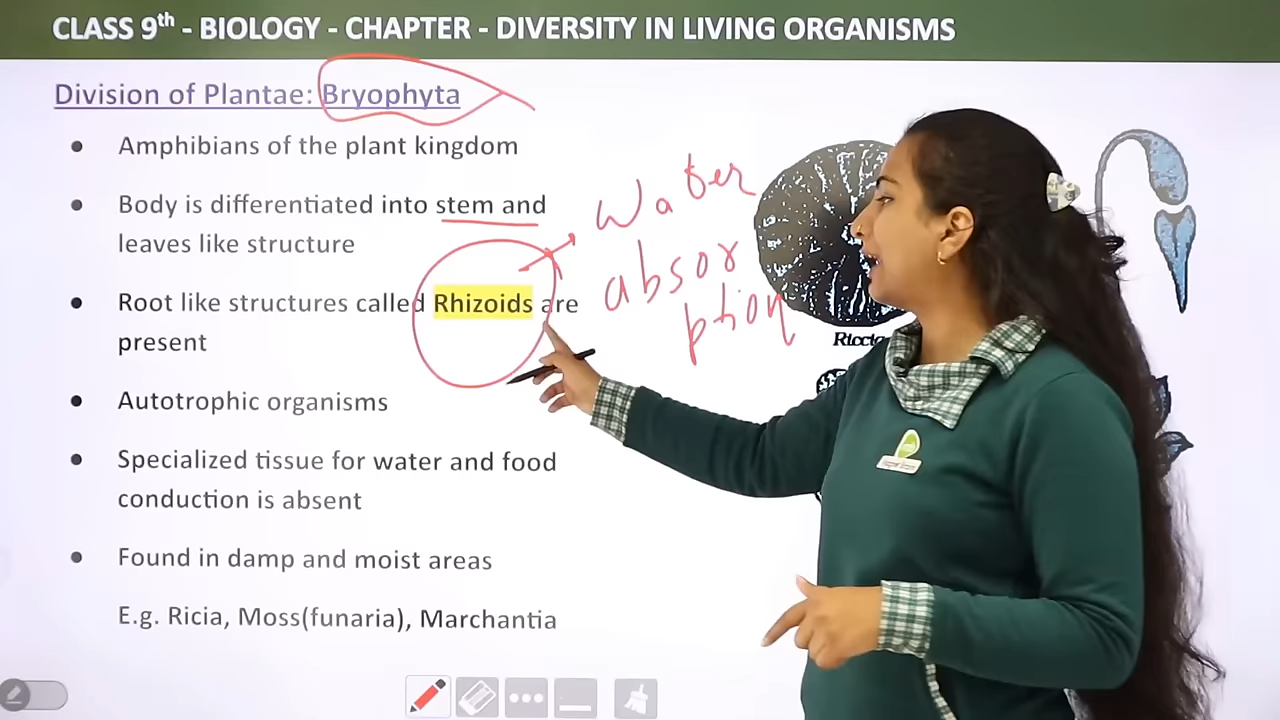 CLASS 9th - BIOLOGY - CHAPTER - DIVERSITY IN LIVING ORGANISMS
Division of Plantae: Bryophyta
• Amphibians of the plant kingdom
• Body is differentiated into stem and
leaves like structure
• Root like structures called Rhizoids are
present
• Autotrophic organisms
• Specialized tissue for water and food
conduction is absent
• Found in damp and moist areas
E.g. Ricia, Moss(funaria), Marchantia
Water
absor
ption